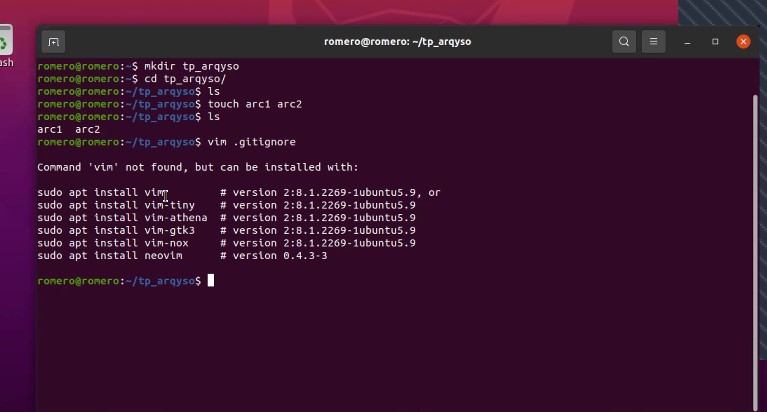 romero@romero: ~/tp_arqyso
ash
romero@romero:~$ mkdir tp_arqyso
romero@romero:~$ cd tp_arqyso/
romero@romero:~/tp_arqyso$ ls
romero@romero:~/tp_arqyso$ touch arc1 arc2
romero@romero:~/tp_arqyso$ ls
arc1  arc2
romero@romero:~/tp_arqyso$ vim .gitignore
Command 'vim' not found, but can be installed with:
sudo apt install vim         # version 2:8.1.2269-1ubuntu5.9, or
sudo apt install vim-tiny    # version 2:8.1.2269-1ubuntu5.9
sudo apt install vim-athena  # version 2:8.1.2269-1ubuntu5.9
sudo apt install vim-gtk3    # version 2:8.1.2269-1ubuntu5.9
sudo apt install vim-nox     # version 2:8.1.2269-1ubuntu5.9
sudo apt install neovim      # version 0.4.3-3
romero@romero:~/tp_arqyso$